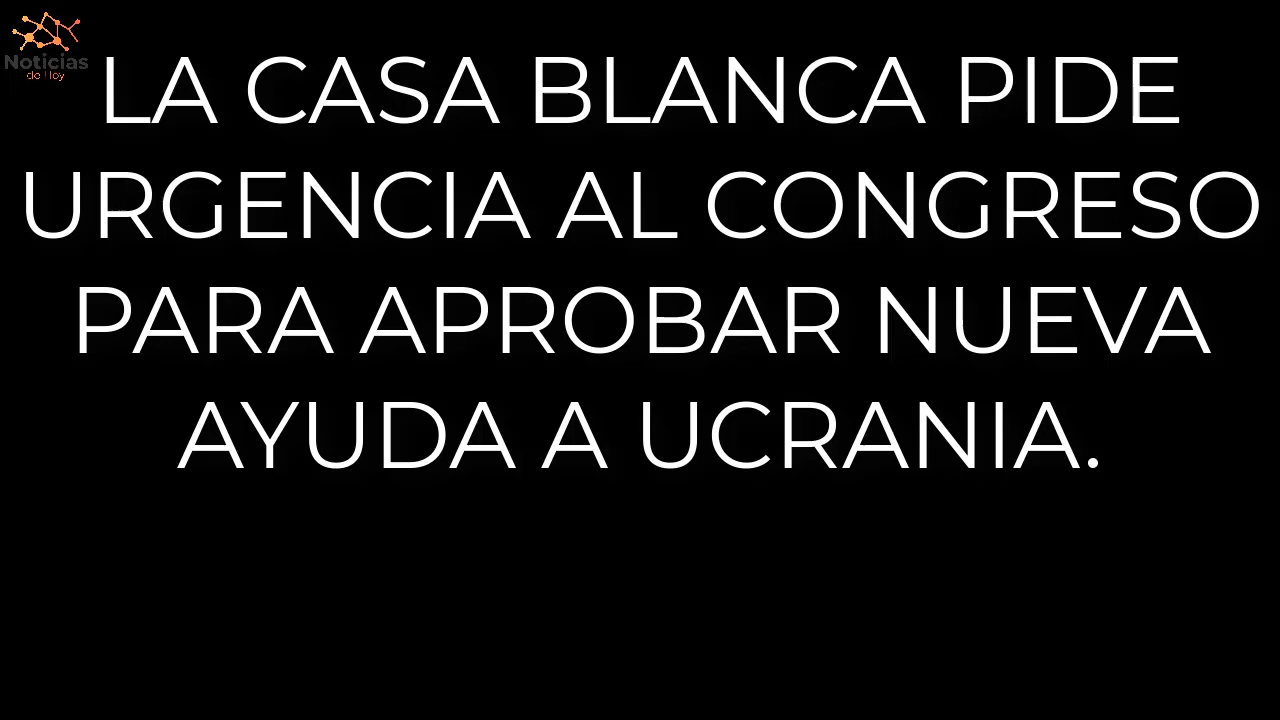 Noticias
de Hoy
LA CASA BLANCA PIDE
URGENCIA AL CONGRESO
PARA APROBAR NUEVA
AYUDA A UCRANIA.